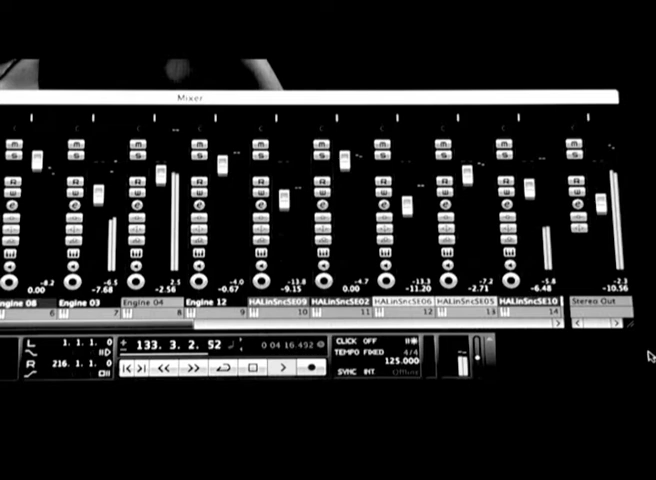 Mixer
M M M M M M M M M M
S S S S S S S S S S
R R R R R R R R R
W W W W W W W W W W
e e e e e e e e e e
-8.2 -6.5 2.5 -4.0 -13.8 -4.7 -13.3 -7.2 -5.8 -2.3
0.00 -7.68 -2.56 -0.67 -9.15 0.00 -11.20 -2.71 -6.48 -10.56
ngine 08 Engine 03 Engine 04 Engine 12 HALinSncSE09 HALinSncSE02 HALinSncSE06 HALinSncSE05 HALinSncSE10 Stereo Out
6 7 8 9 10 11 12 13 14
L 1. 1. 1. 0
R 216. 1. 1. 0
133. 3. 2. 52
0 04 16.492
CLICK OFF
TEMPO FIXED 4/4
125.000
SYNC INT. Offline